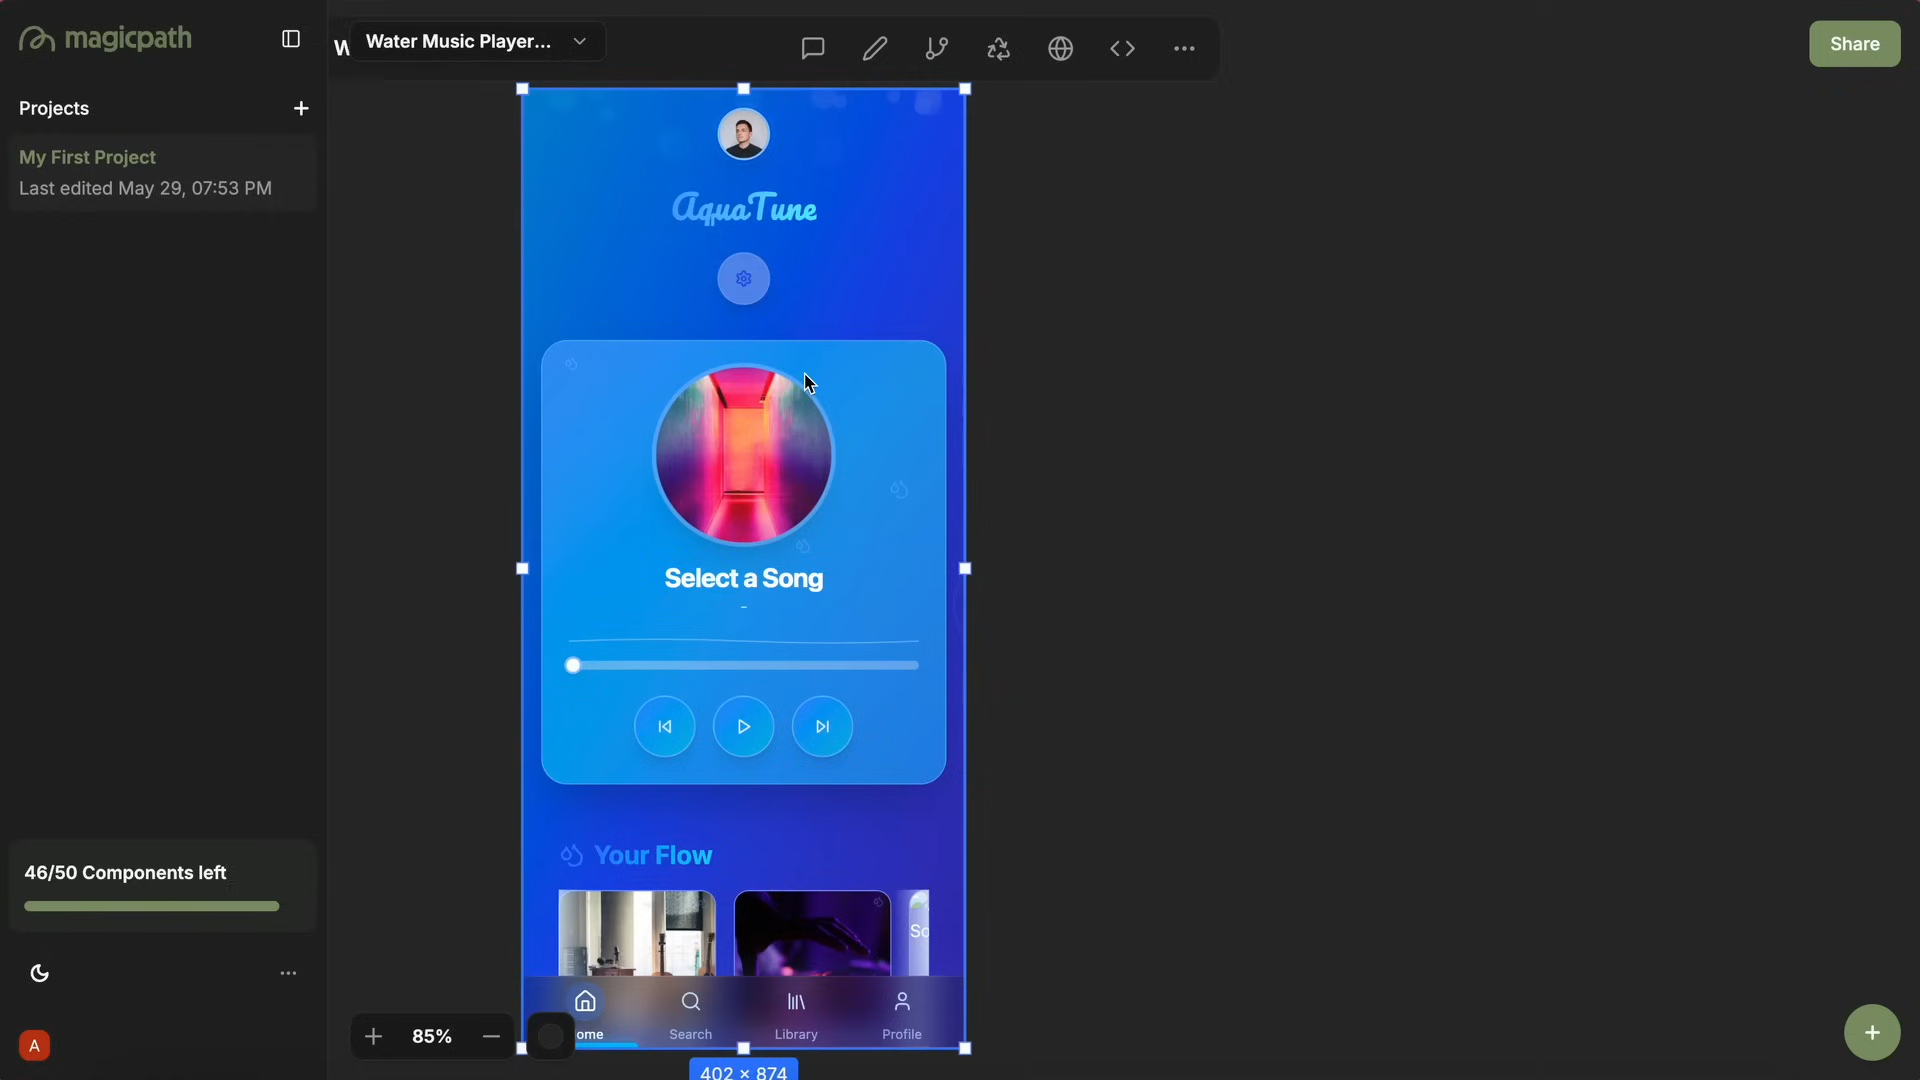 magicpath
W
Water Music Player...
Share
Projects
My First Project
Last edited May 29, 07:53 PM
AquaTune
Select a Song
-
Your Flow
So
46/50 Components left
A
85%
ome
Search
Library
Profile
402 × 874